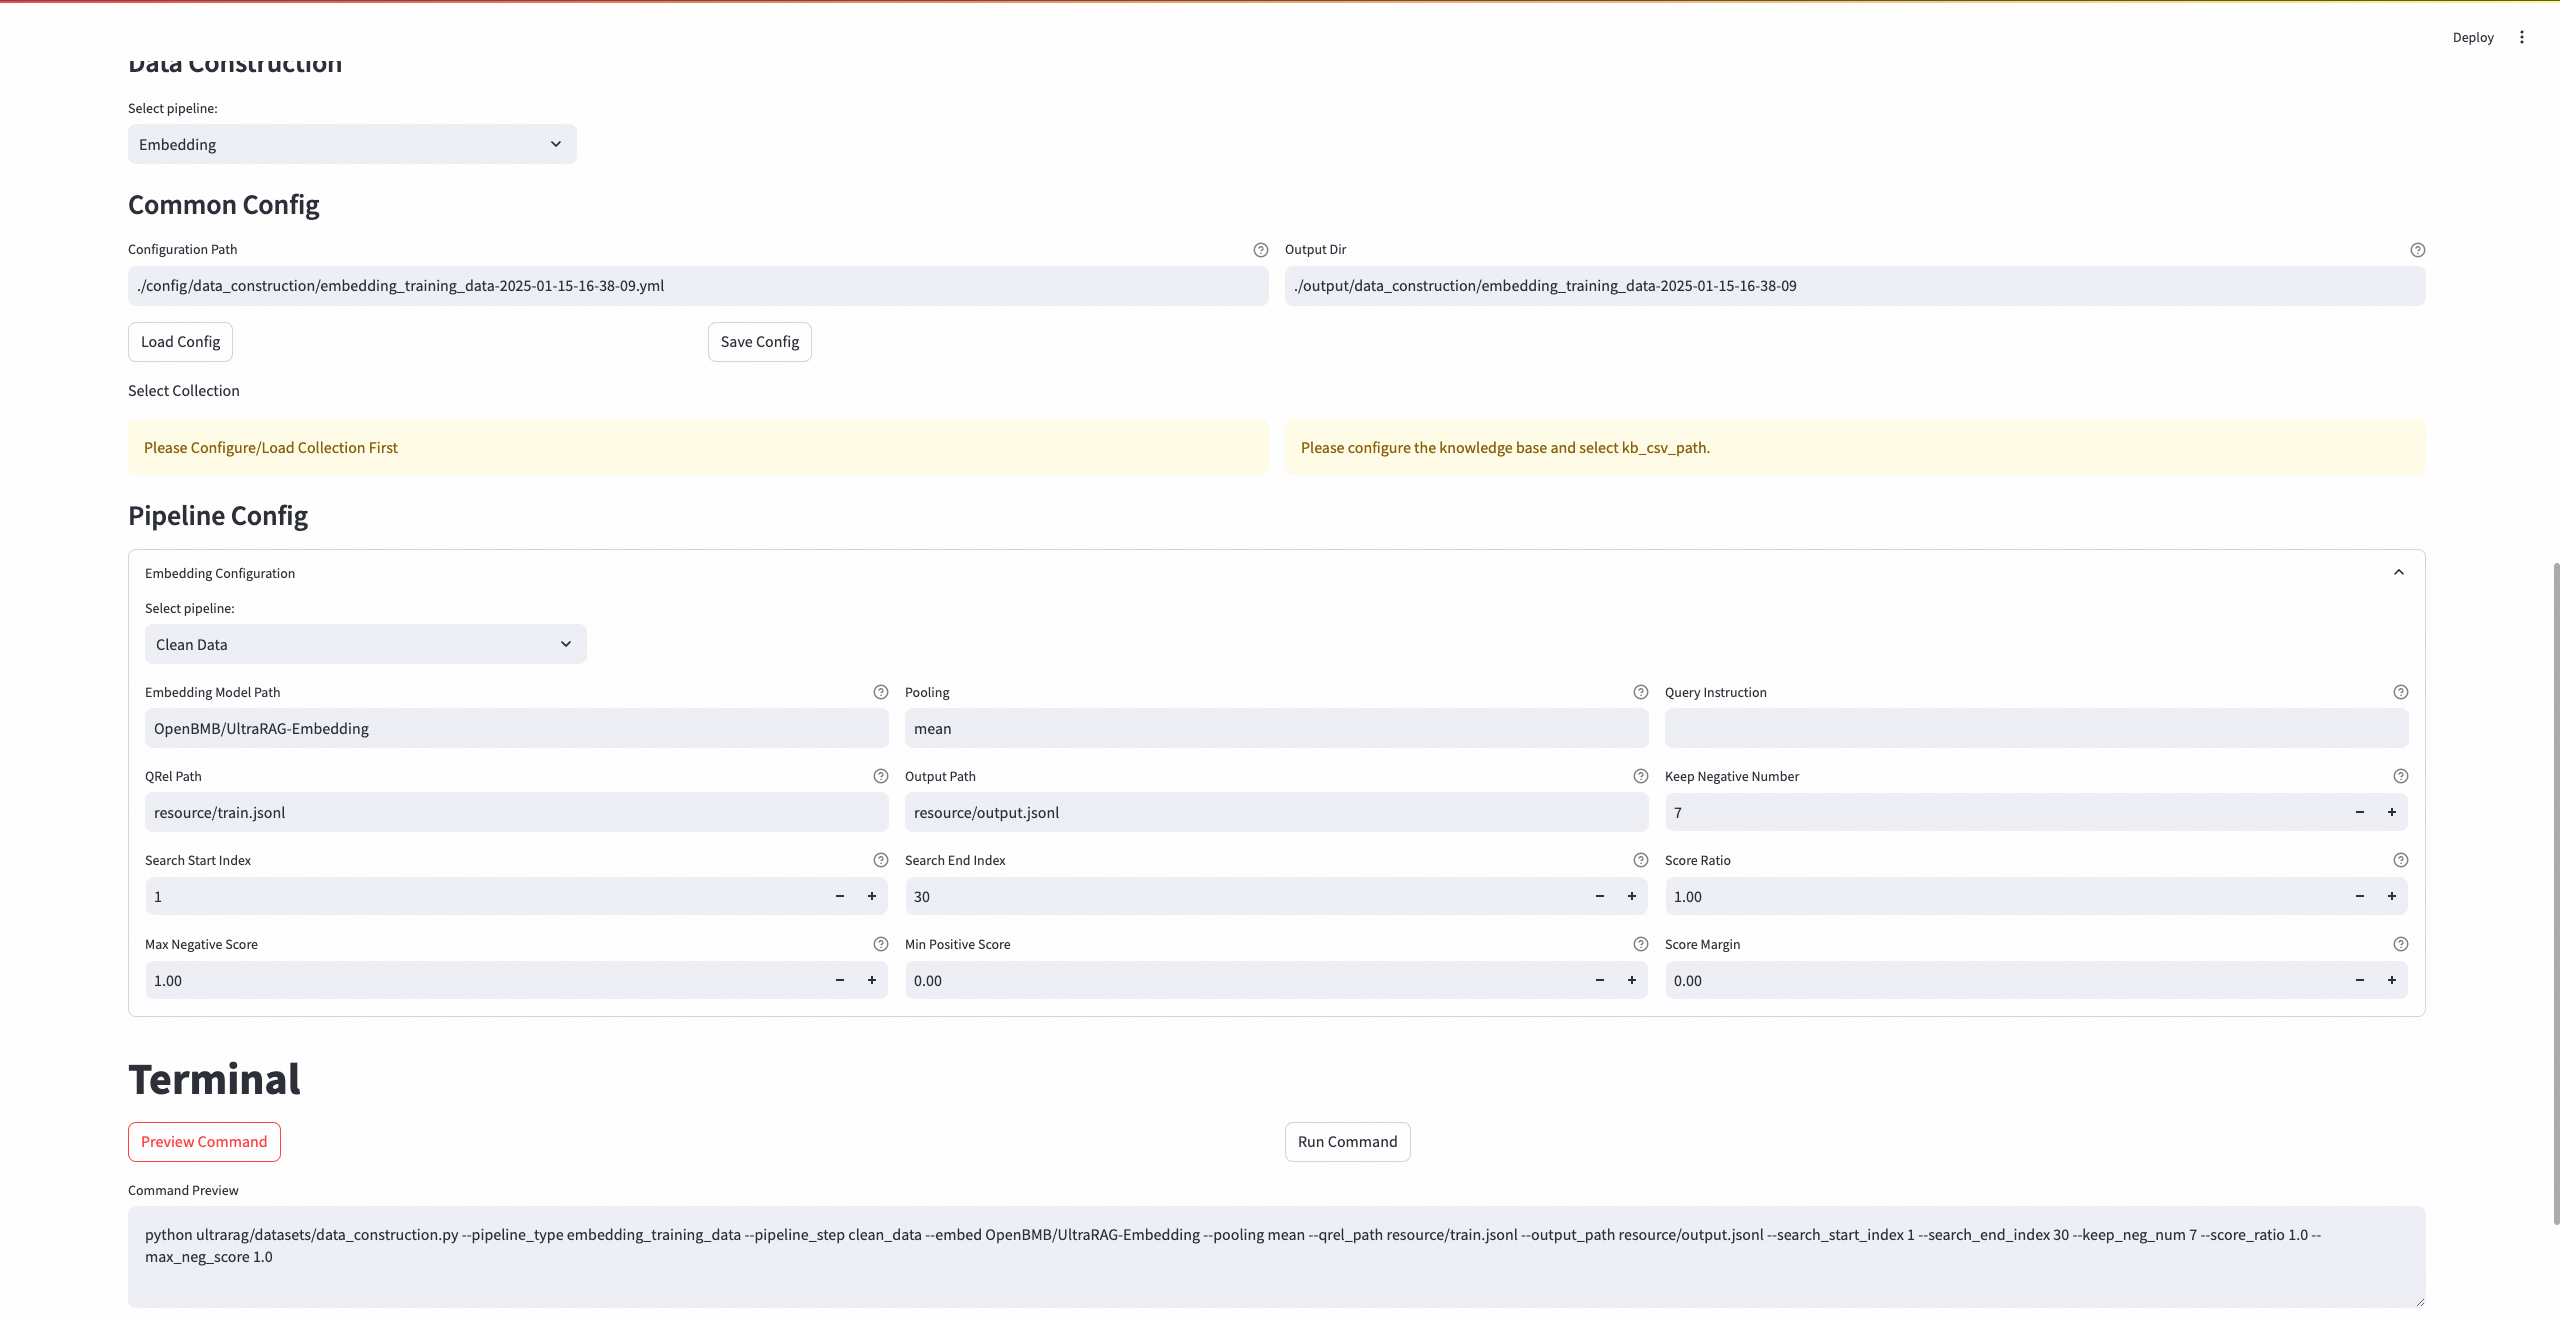 Deploy
Data Construction
Select pipeline:
Embedding
Common Config
Configuration Path
Output Dir
./config/data_construction/embedding_training_data-2025-01-15-16-38-09.yml
./output/data_construction/embedding_training_data-2025-01-15-16-38-09
Load Config
Save Config
Select Collection
Please Configure/Load Collection First
Please configure the knowledge base and select kb_csv_path.
Pipeline Config
Embedding Configuration
Select pipeline:
Clean Data
Embedding Model Path
Pooling
Query Instruction
OpenBMB/UltraRAG-Embedding
mean
QRel Path
Output Path
Keep Negative Number
resource/train.jsonl
resource/output.jsonl
7
Search Start Index
Search End Index
Score Ratio
1
30
1.00
Max Negative Score
Min Positive Score
Score Margin
1.00
0.00
0.00
Terminal
Preview Command
Run Command
Command Preview
python ultrarag/datasets/data_construction.py --pipeline_type embedding_training_data --pipeline_step clean_data --embed OpenBMB/UltraRAG-Embedding --pooling mean --qrel_path resource/train.jsonl --output_path resource/output.jsonl --search_start_index 1 --search_end_index 30 --keep_neg_num 7 --score_ratio 1.0 --
max_neg_score 1.0